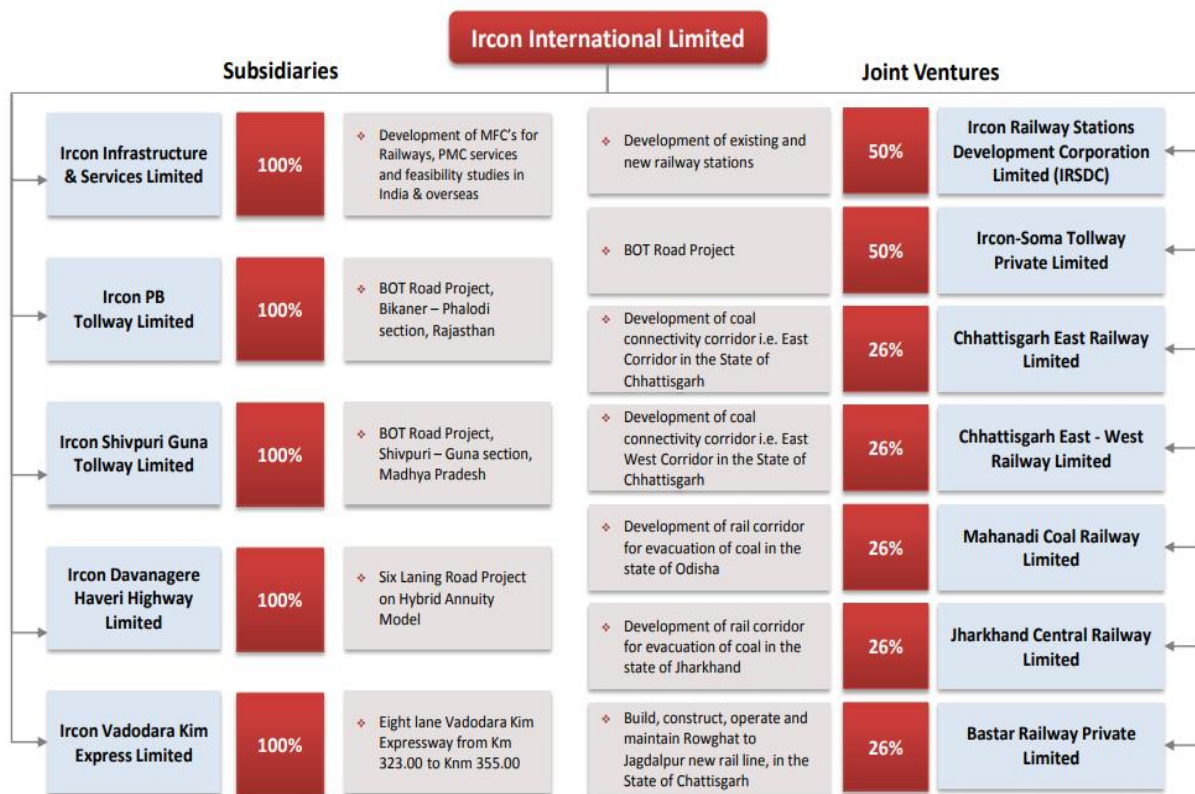 Ircon International Limited
Subsidiaries
Ircon Infrastructure
& Services Limited
100%
❖ Development of MFC's for
Railways, PMC services
and feasibility studies in
India & overseas
Ircon PB
Tollway Limited
100%
❖ BOT Road Project,
Bikaner – Phalodi
section, Rajasthan
Ircon Shivpuri Guna
Tollway Limited
100%
❖ BOT Road Project,
Shivpuri – Guna section,
Madhya Pradesh
Ircon Davanagere
Haveri Highway
Limited
100%
❖ Six Laning Road Project
on Hybrid Annuity
Model
Ircon Vadodara Kim
Express Limited
100%
❖ Eight lane Vadodara Kim
Expressway from Km
323.00 to Knm 355.00
Joint Ventures
❖ Development of existing and
new railway stations
50%
Ircon Railway Stations
Development Corporation
Limited (IRSDC)
❖ BOT Road Project
50%
Ircon-Soma Tollway
Private Limited
❖ Development of coal
connectivity corridor i.e. East
Corridor in the State of
Chhattisgarh
26%
Chhattisgarh East Railway
Limited
❖ Development of coal
connectivity corridor i.e. East
West Corridor in the State of
Chhattisgarh
26%
Chhattisgarh East - West
Railway Limited
❖ Development of rail corridor
for evacuation of coal in the
state of Odisha
26%
Mahanadi Coal Railway
Limited
❖ Development of rail corridor
for evacuation of coal in the
state of Jharkhand
26%
Jharkhand Central Railway
Limited
❖ Build, construct, operate and
maintain Rowghat to
Jagdalpur new rail line, in the
State of Chattisgarh
26%
Bastar Railway Private
Limited